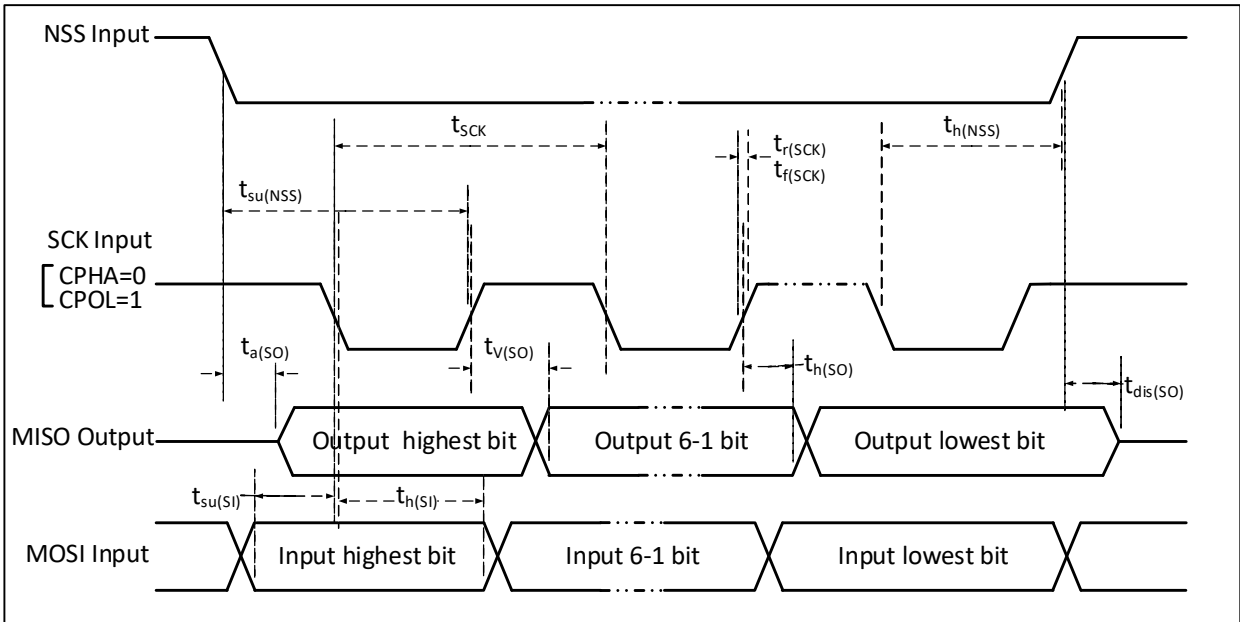 NSS Input
tSCK
th(NSS)
tr(SCK)
tf(SCK)
tsu(NSS)
SCK Input
CPHA=0
CPOL=1
ta(SO)
tV(SO)
th(SO)
tdis(SO)
MISO Output
Output highest bit
Output 6-1 bit
Output lowest bit
tsu(SI)
th(SI)
MOSI Input
Input highest bit
Input 6-1 bit
Input lowest bit